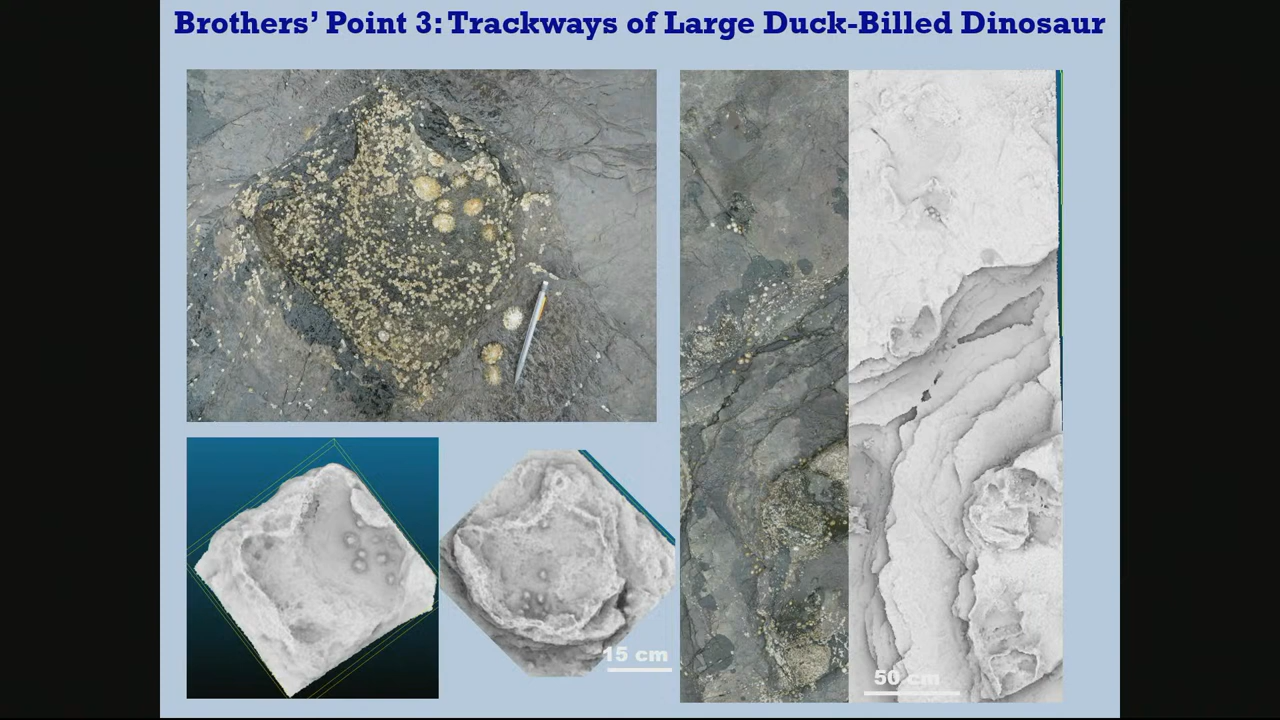 Brothers’ Point 3: Trackways of Large Duck-Billed Dinosaur
15 cm
50 cm